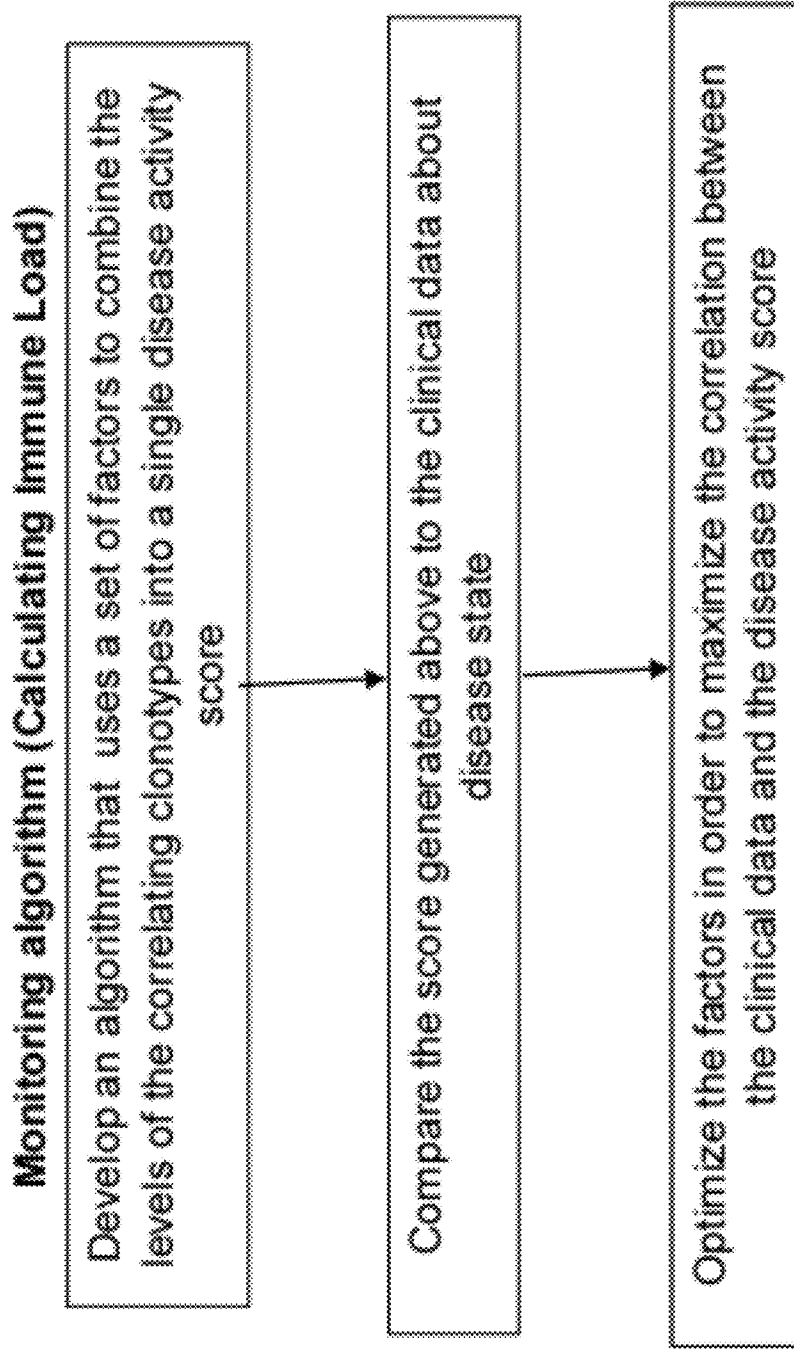 Monitoring algorithm (Calculating Immune Load)
Develop an algorithm that uses a set of factors to combine the
levels of the correlating clonotypes into a single disease activity
score
Compare the score generated above to the clinical data about
disease state
Optimize the factors in order to maximize the correlation between
the clinical data and the disease activity score